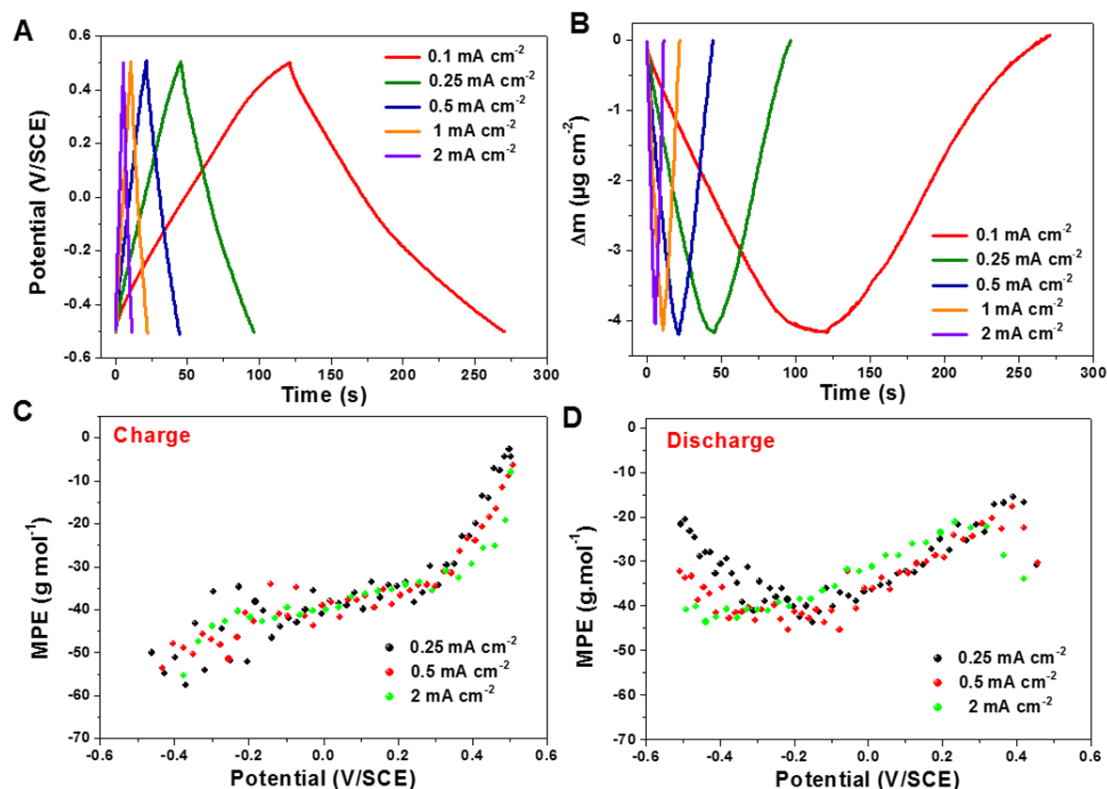 A
0.6
0.4
0.2
0.0
-0.2
-0.4
-0.6
Potential (V/SCE)
0.1 mA cm⁻²
0.25 mA cm⁻²
0.5 mA cm⁻²
1 mA cm⁻²
2 mA cm⁻²
0 50 100 150 200 250 300
Time (s)
B
0
-1
-2
-3
-4
-5
Δm (µg cm⁻²)
0.1 mA cm⁻²
0.25 mA cm⁻²
0.5 mA cm⁻²
1 mA cm⁻²
2 mA cm⁻²
0 50 100 150 200 250 300
Time (s)
C
Charge
0
-10
-20
-30
-40
-50
-60
-70
MPE (g mol⁻¹)
0.25 mA cm⁻²
0.5 mA cm⁻²
2 mA cm⁻²
-0.6 -0.4 -0.2 0.0 0.2 0.4 0.6
Potential (V/SCE)
D
Discharge
0
-10
-20
-30
-40
-50
-60
-70
MPE (g.mol⁻¹)
0.25 mA cm⁻²
0.5 mA cm⁻²
2 mA cm⁻²
-0.6 -0.4 -0.2 0.0 0.2 0.4 0.6
Potential (V/SCE)